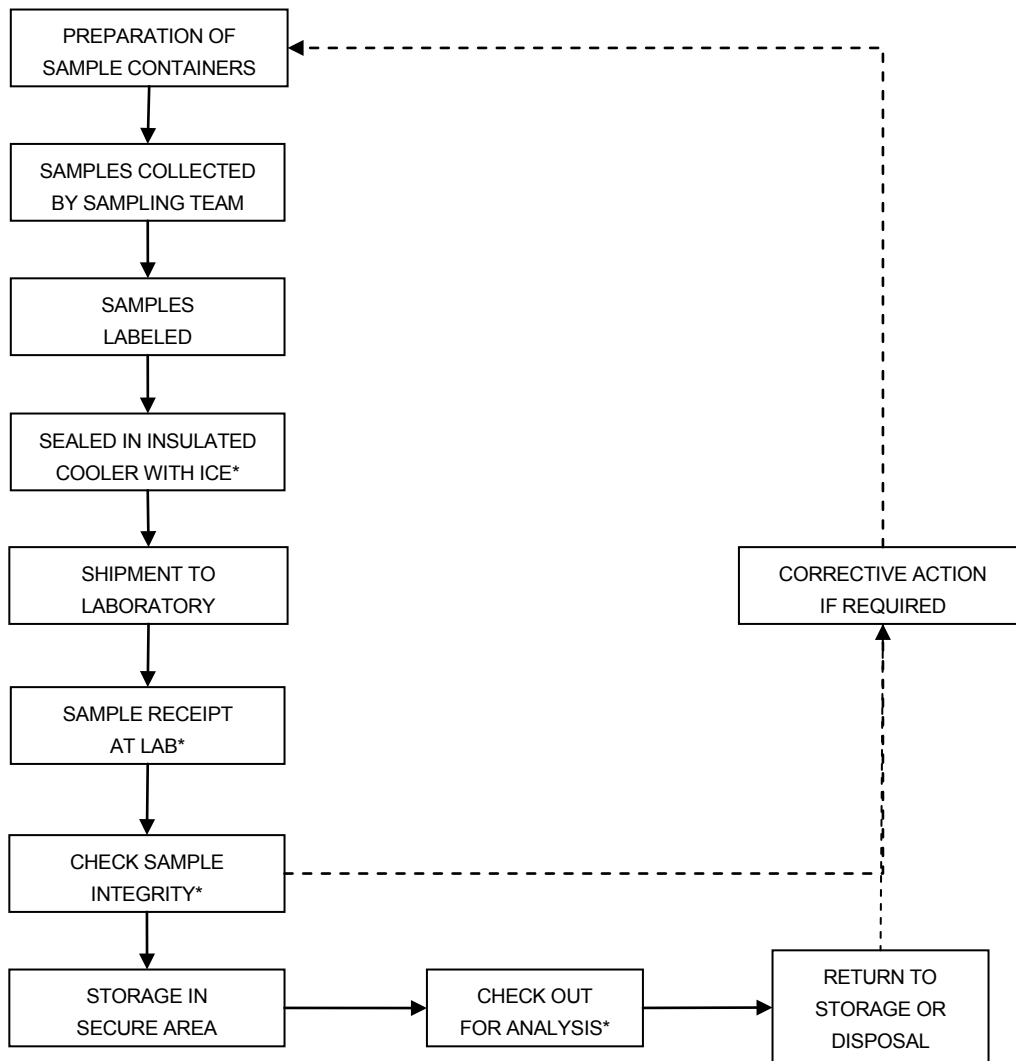 PREPARATION OF
SAMPLE CONTAINERS
SAMPLES COLLECTED
BY SAMPLING TEAM
SAMPLES
LABELED
SEALED IN INSULATED
COOLER WITH ICE*
SHIPMENT TO
LABORATORY
CORRECTIVE ACTION
IF REQUIRED
SAMPLE RECEIPT
AT LAB*
CHECK SAMPLE
INTEGRITY*
STORAGE IN
SECURE AREA
CHECK OUT
FOR ANALYSIS*
RETURN TO
STORAGE OR
DISPOSAL